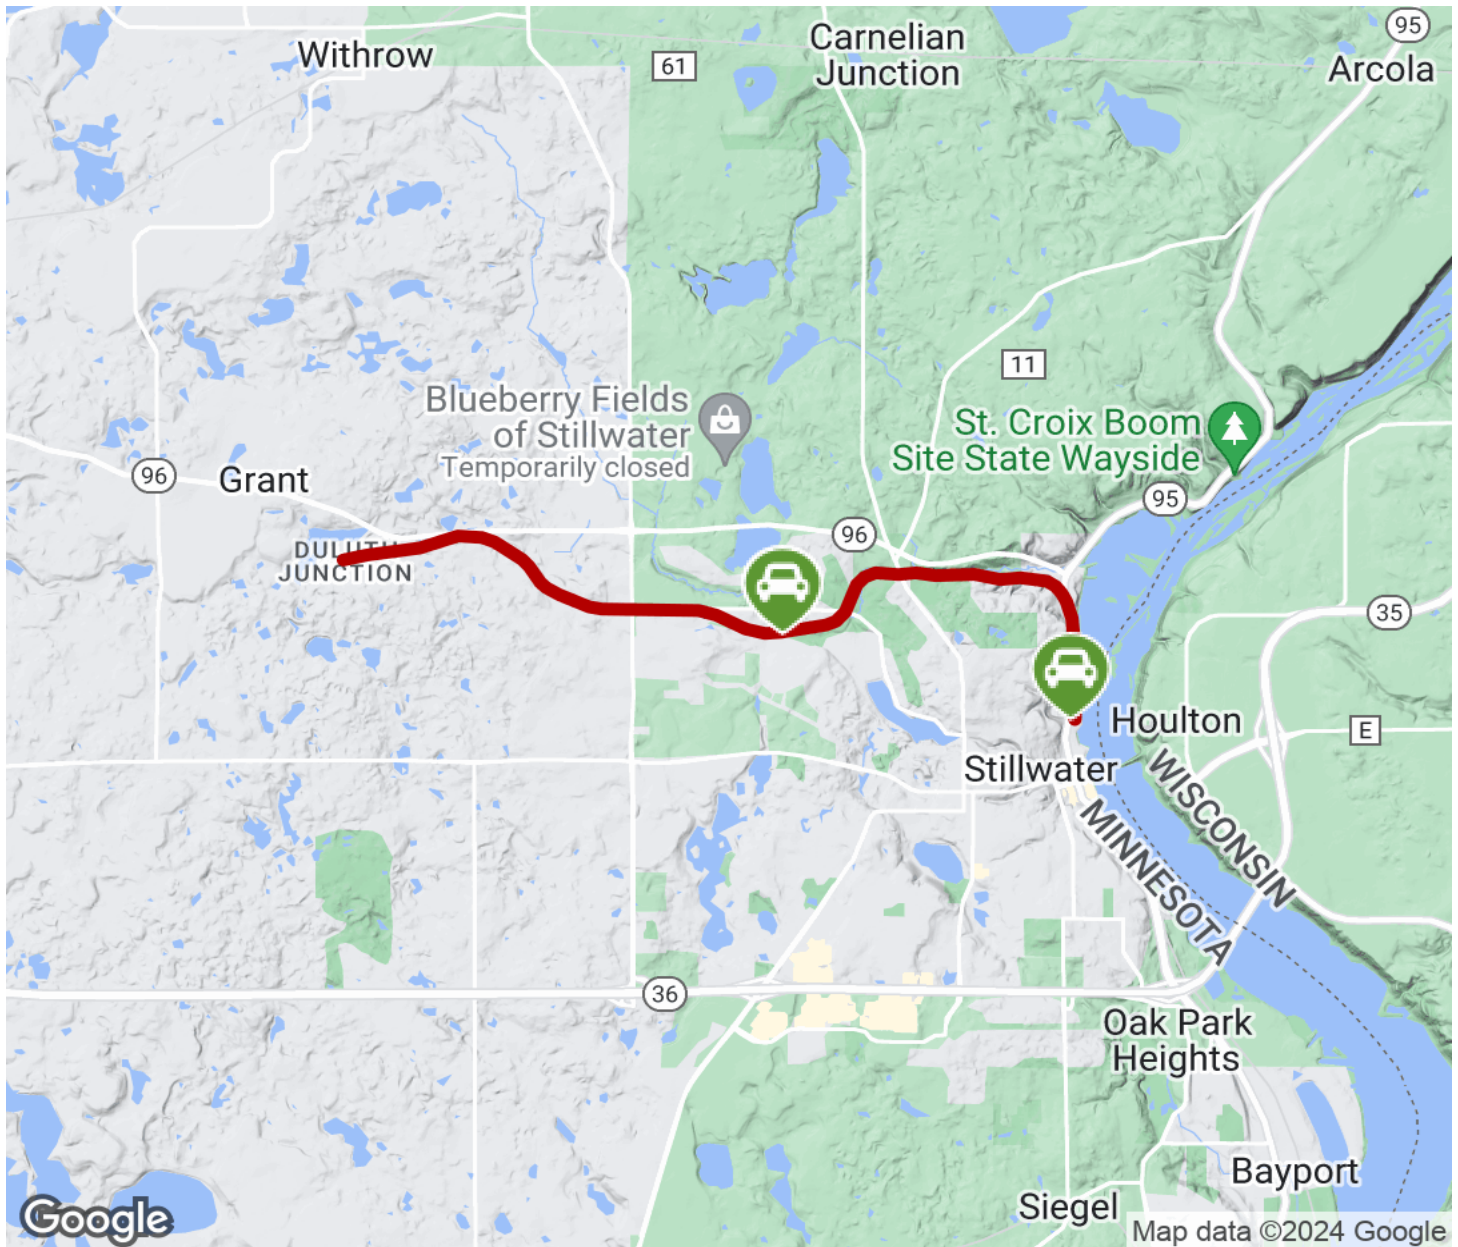 Withrow
61
Carnelian
Junction
95
Arcola
11
Blueberry Fields
of Stillwater
Temporarily closed
St. Croix Boom
Site State Wayside
96
Grant
95
96
DULUTH
JUNCTION
35
Houlton
E
Stillwater
WISCONSIN
MINNESOTA
36
Oak Park
Heights
Bayport
Siegel
Google
Map data ©2024 Google